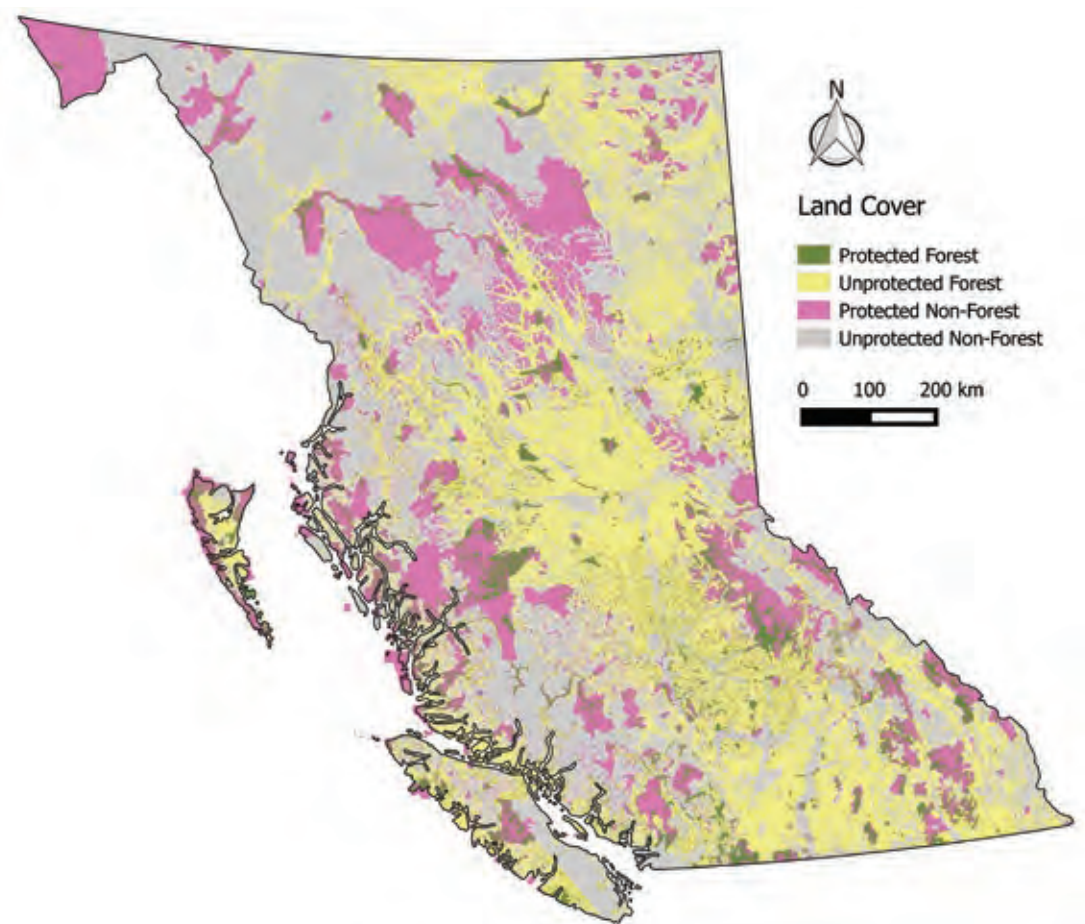 N
Land Cover
Protected Forest
Unprotected Forest
Protected Non-Forest
Unprotected Non-Forest
0 100 200 km